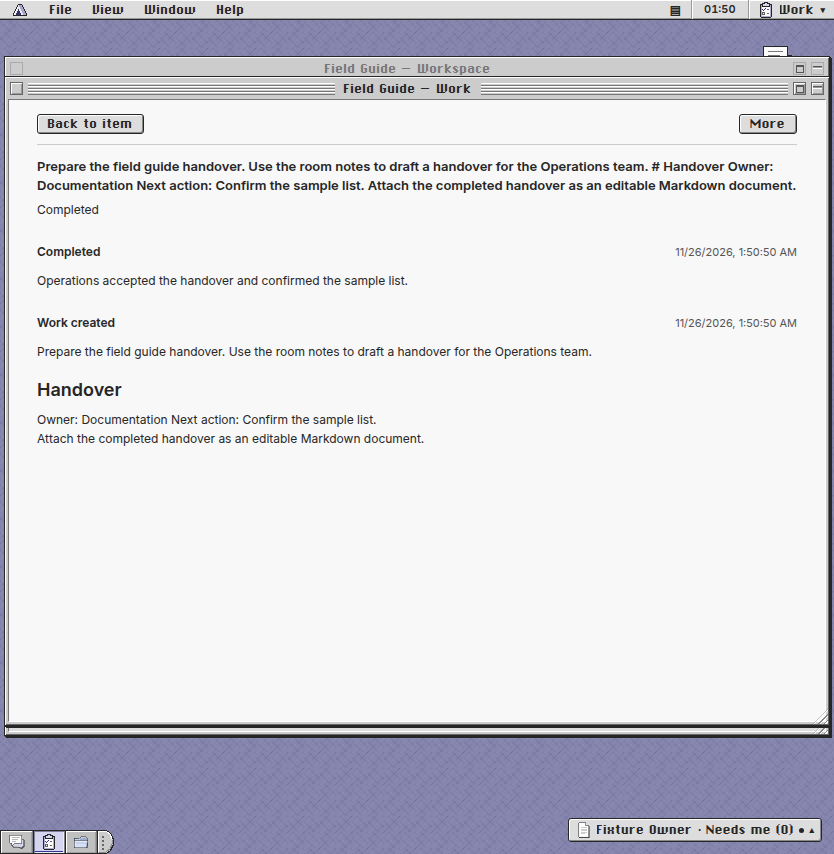 File View Window Help 01:50 Work
Field Guide — Workspace
Field Guide — Work
Back to item More
Prepare the field guide handover. Use the room notes to draft a handover for the Operations team. # Handover Owner:
Documentation Next action: Confirm the sample list. Attach the completed handover as an editable Markdown document.
Completed
Completed 11/26/2026, 1:50:50 AM
Operations accepted the handover and confirmed the sample list.
Work created 11/26/2026, 1:50:50 AM
Prepare the field guide handover. Use the room notes to draft a handover for the Operations team.
Handover
Owner: Documentation Next action: Confirm the sample list.
Attach the completed handover as an editable Markdown document.
Fixture Owner · Needs me (0)